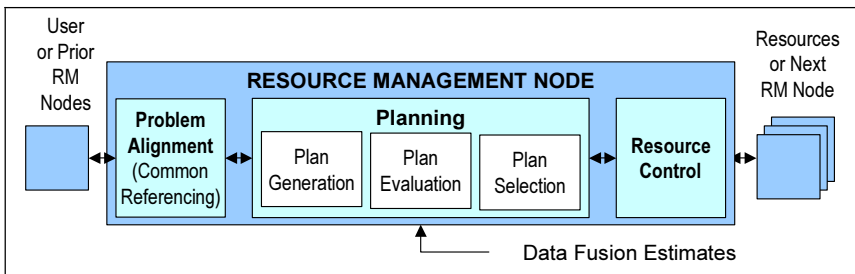 User
or Prior
RM
Nodes
RESOURCE MANAGEMENT NODE
Problem
Alignment
(Common
Referencing)
Planning
Plan
Generation
Plan
Evaluation
Plan
Selection
Resource
Control
Resources
or Next
RM Node
Data Fusion Estimates